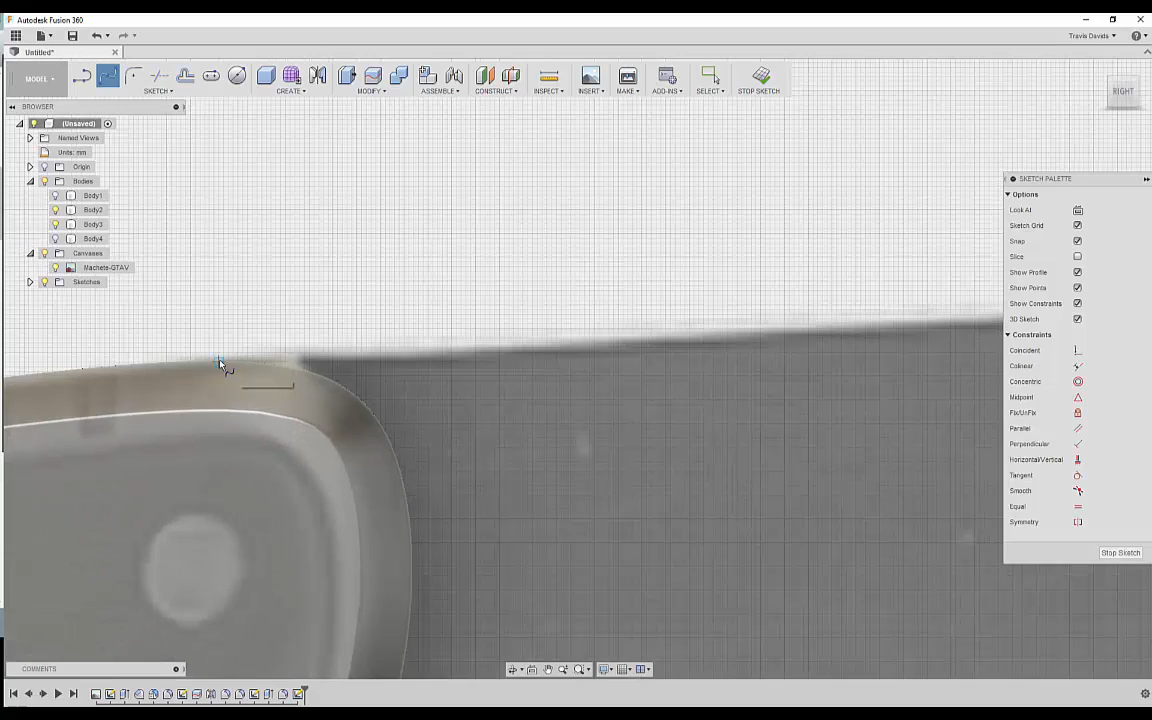 Autodesk Fusion 360
Travis Davids
Untitled*
MODEL
SKETCH
CREATE
MODIFY
ASSEMBLE
CONSTRUCT
INSPECT
INSERT
MAKE
ADD-INS
SELECT
STOP SKETCH
RIGHT
BROWSER
(Unsaved)
Named Views
Units: mm
Origin
Bodies
Body1
Body2
Body3
Body4
Canvases
Machete-GTAV
Sketches
SKETCH PALETTE
Options
Look At
Sketch Grid
Snap
Slice
Show Profile
Show Points
Show Constraints
3D Sketch
Constraints
Coincident
Colinear
Concentric
Midpoint
Fix/UnFix
Parallel
Perpendicular
Horizontal/Vertical
Tangent
Smooth
Equal
Symmetry
Stop Sketch
COMMENTS